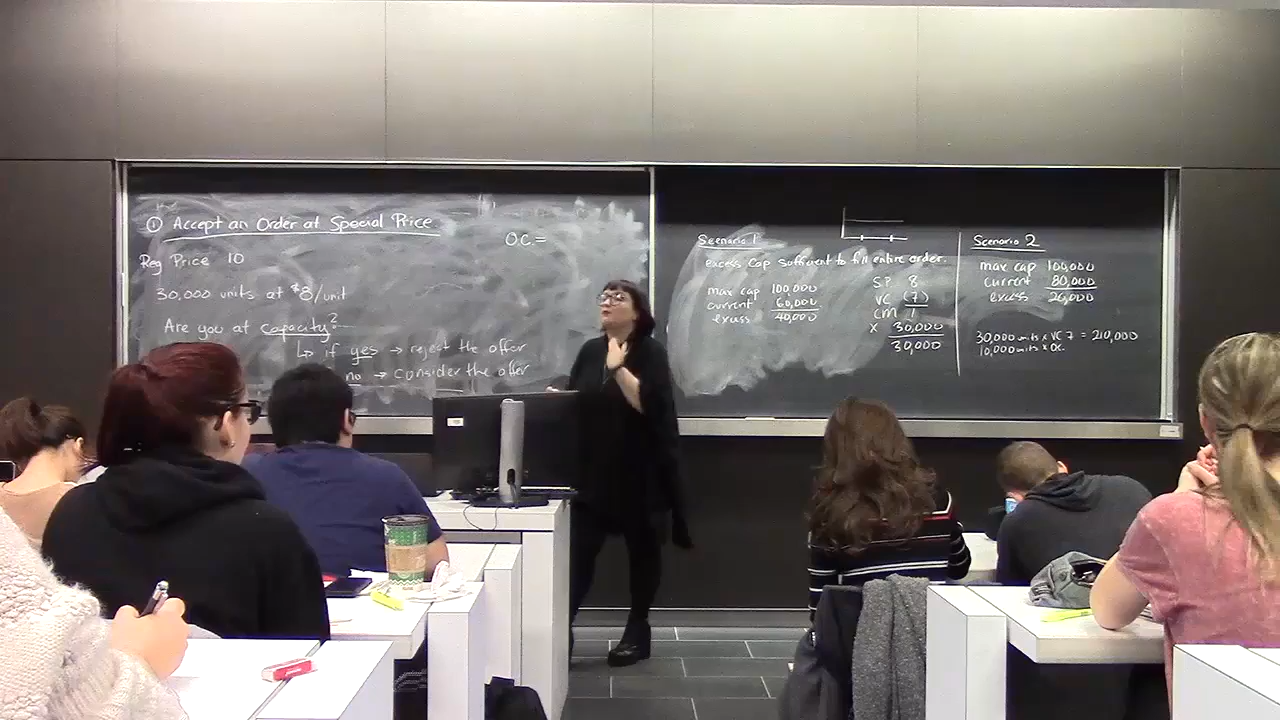 ① Accept an Order at Special Price
O.C. =
Reg Price 10
30,000 units at $8/unit
Are you at capacity?
↳ if yes → reject the offer
no → consider the offer
Scenario 1
excess cap sufficient to fill entire order.
max cap 100,000
current 60,000
excess 40,000
SP 8
VC (7)
CM 1
x 30,000
30,000
Scenario 2
max cap 100,000
current 80,000
excess 20,000
30,000 units x VC 7 = 210,000
10,000 units x OC